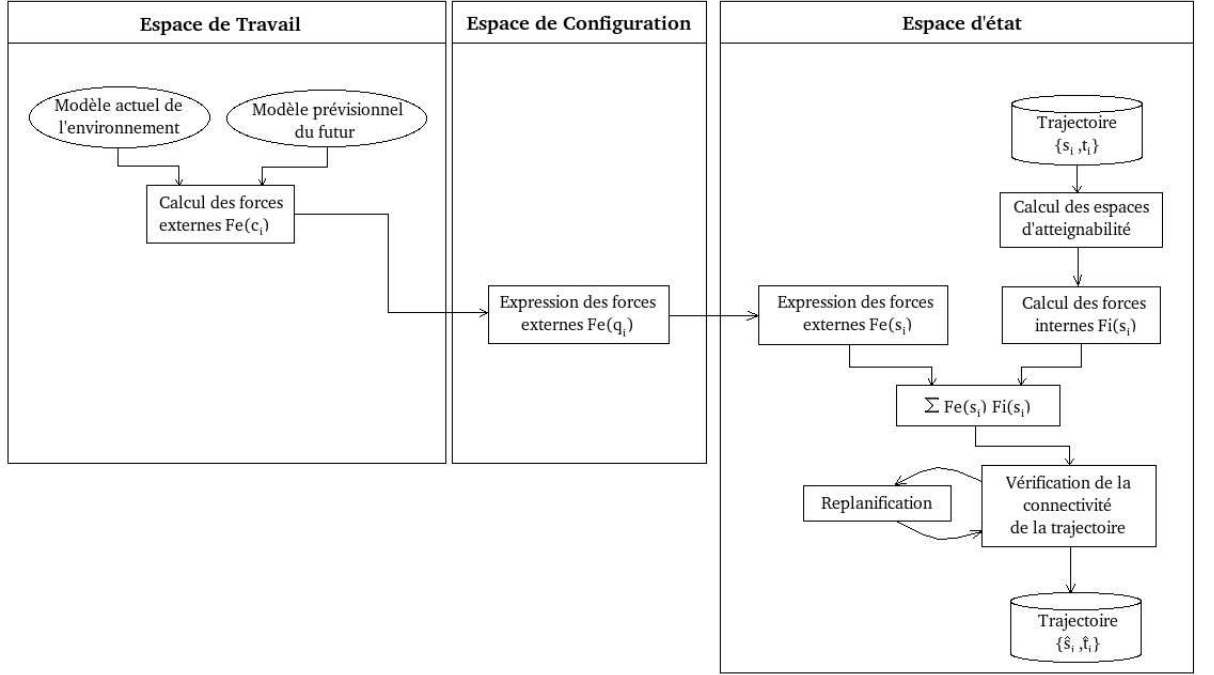 Espace de Travail
Modèle actuel de
l'environnement
Modèle prévisionnel
du futur
Calcul des forces
externes Fe(cᵢ)
Espace de Configuration
Expression des forces
externes Fe(qᵢ)
Espace d'état
Trajectoire
{sᵢ ,tᵢ}
Calcul des espaces
d'atteignabilité
Expression des forces
externes Fe(sᵢ)
Calcul des forces
internes Fi(sᵢ)
Σ Fe(sᵢ) Fi(sᵢ)
Vérification de la
connectivité
de la trajectoire
Replanification
Trajectoire
{ŝᵢ ,t̂ᵢ}